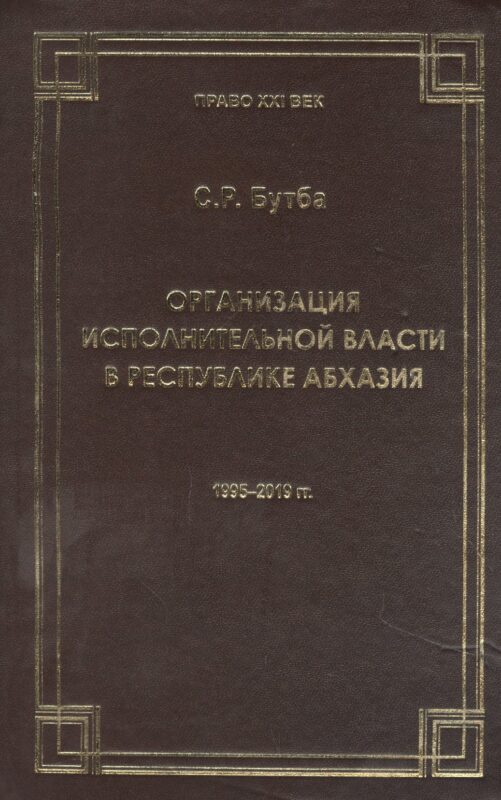 ПРАВО XXI ВЕК
С.Р. Бутба
ОРГАНИЗАЦИЯ
ИСПОЛНИТЕЛЬНОЙ ВЛАСТИ
В РЕСПУБЛИКЕ АБХАЗИЯ
1995–2019 гг.